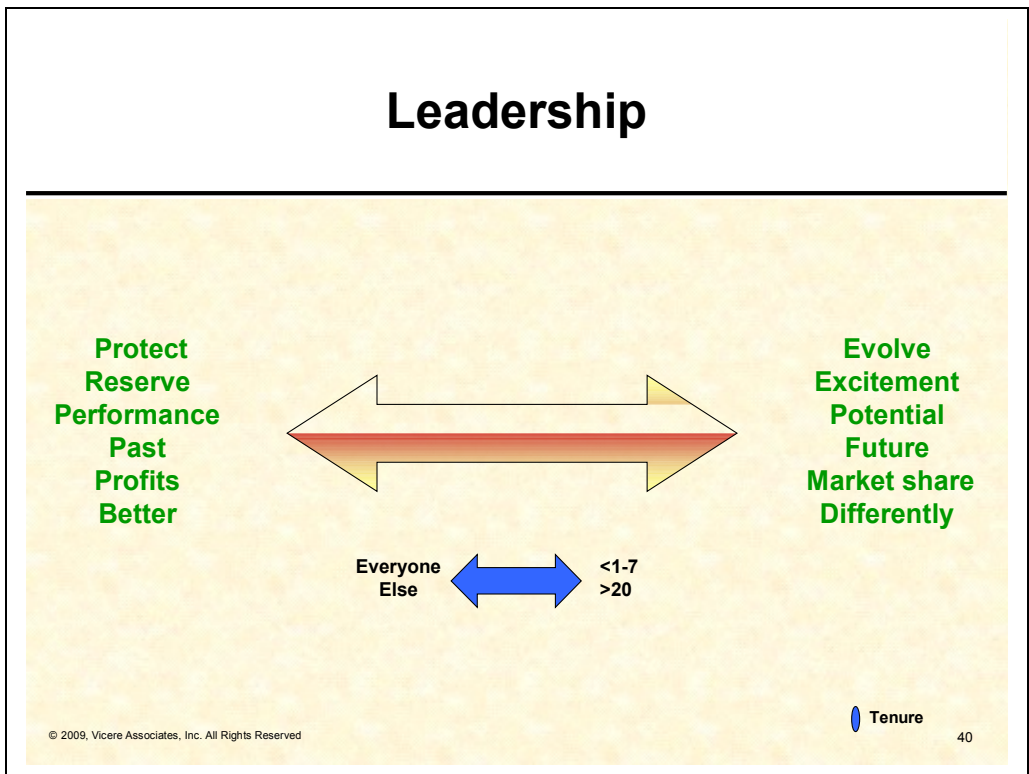 Leadership
Protect
Reserve
Performance
Past
Profits
Better
Evolve
Excitement
Potential
Future
Market share
Differently
Everyone
Else
<1-7
>20
Tenure
© 2009, Vicere Associates, Inc. All Rights Reserved
40